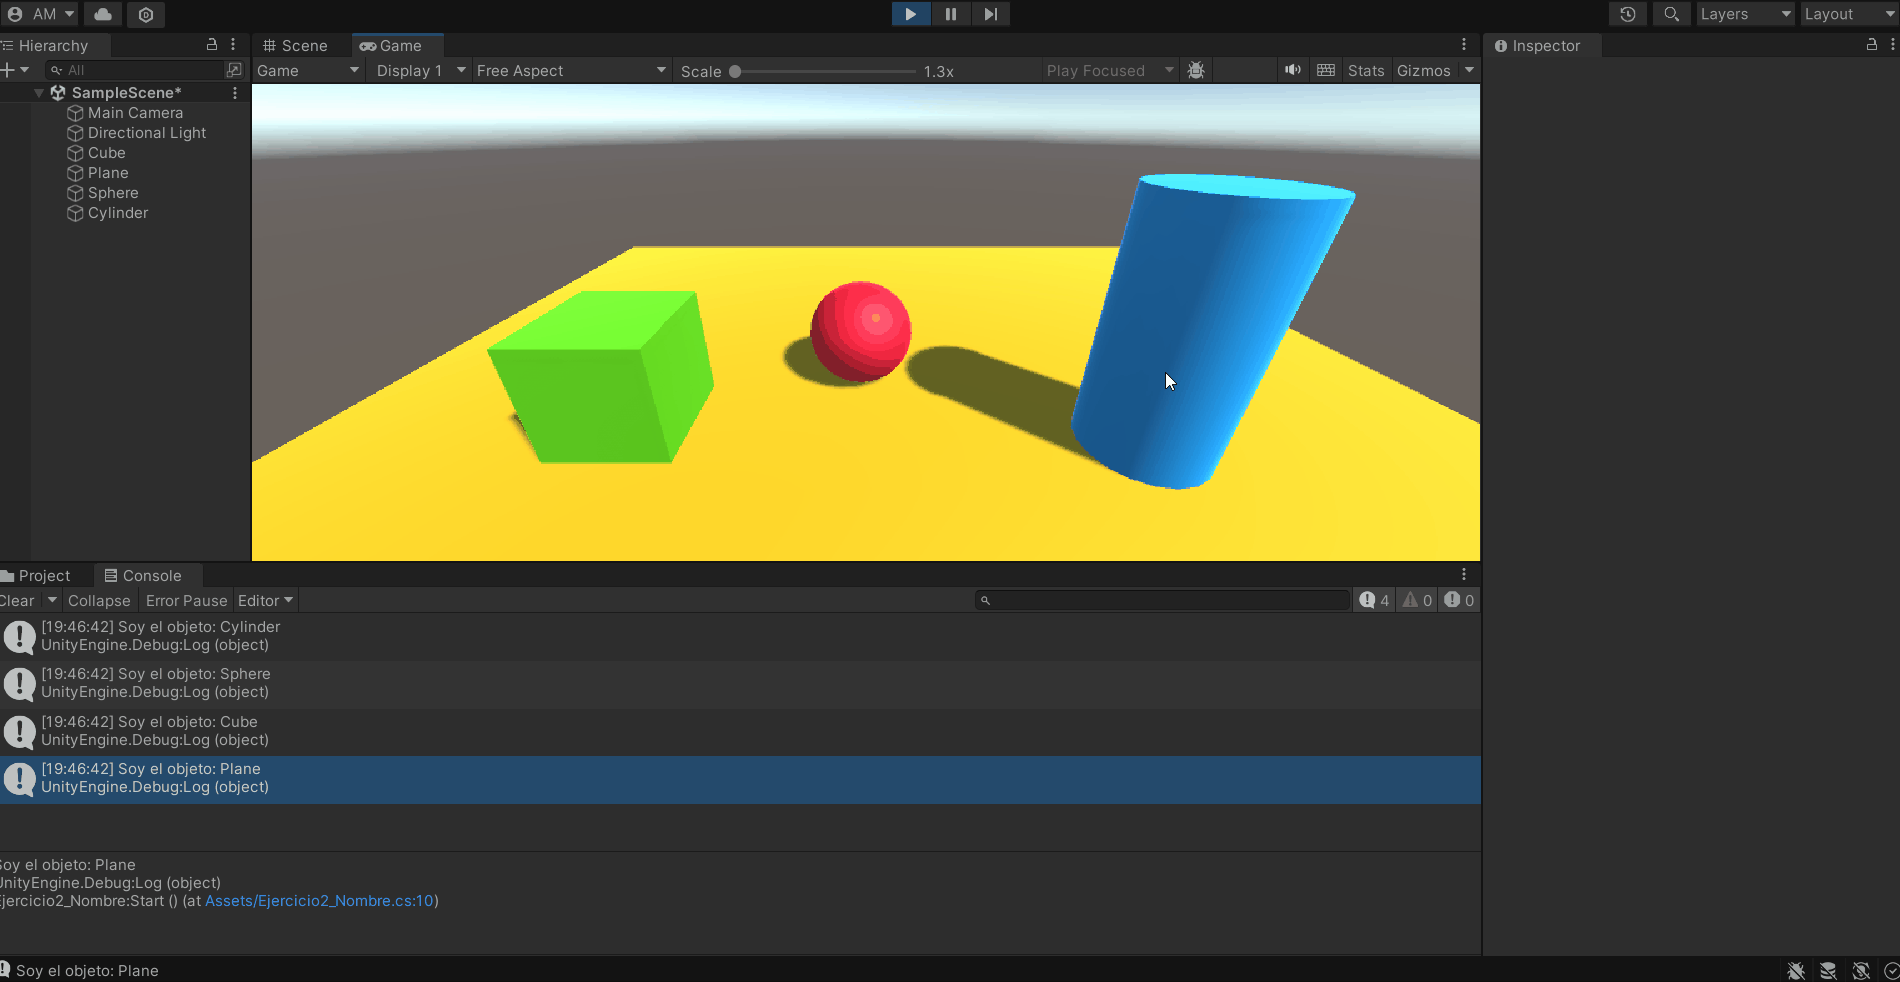 AM
Layers
Layout
Hierarchy
Scene
Game
Inspector
All
Game
Display 1
Free Aspect
Scale
1.3x
Play Focused
Stats
Gizmos
SampleScene*
Main Camera
Directional Light
Cube
Plane
Sphere
Cylinder
Project
Console
Clear
Collapse
Error Pause
Editor
4
0
0
[19:46:42] Soy el objeto: Cylinder
UnityEngine.Debug:Log (object)
[19:46:42] Soy el objeto: Sphere
UnityEngine.Debug:Log (object)
[19:46:42] Soy el objeto: Cube
UnityEngine.Debug:Log (object)
[19:46:42] Soy el objeto: Plane
UnityEngine.Debug:Log (object)
Soy el objeto: Plane
UnityEngine.Debug:Log (object)
Ejercicio2_Nombre:Start () (at Assets/Ejercicio2_Nombre.cs:10)
Soy el objeto: Plane